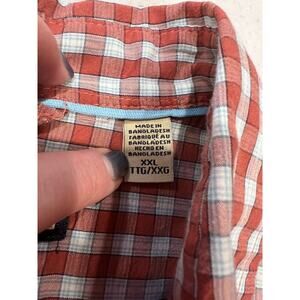 MADE IN
BANGLADESH
FABRIQUÉ AU
BANGLADESH
HECHO EN
BANGLADESH
XXL
TTG/XXG